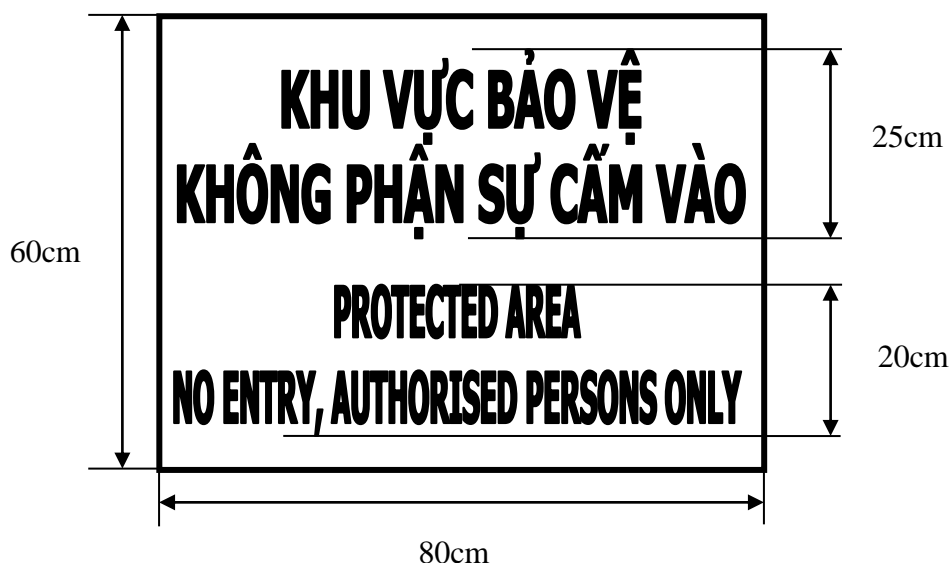 KHU VỰC BẢO VỆ
25cm
KHÔNG PHẬN SỰ CẤM VÀO
60cm
PROTECTED AREA
20cm
NO ENTRY, AUTHORISED PERSONS ONLY
80cm